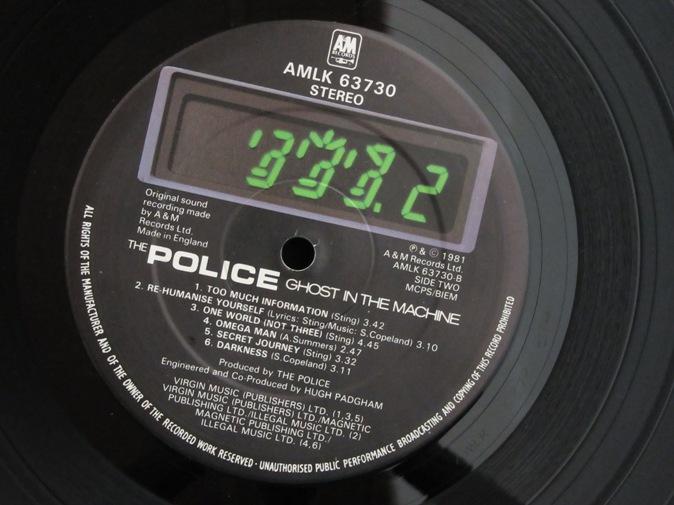 A&M
RECORDS
AMLK 63730
STEREO
.2
Original sound
recording made
by A & M
Records Ltd.
Made in England
℗ & © 1981
A & M Records Ltd.
AMLK 63730-B
SIDE TWO
MCPS/BIEM
THE POLICE GHOST IN THE MACHINE
1. TOO MUCH INFORMATION (Sting) 3.42
2. RE-HUMANISE YOURSELF (Lyrics: Sting/Music: S.Copeland) 3.10
3. ONE WORLD (NOT THREE) (Sting) 4.45
4. OMEGA MAN (A.Summers) 2.47
5. SECRET JOURNEY (Sting) 3.32
6. DARKNESS (S.Copeland) 3.11
Produced by THE POLICE
Engineered and Co-Produced by HUGH PADGHAM
VIRGIN MUSIC (PUBLISHERS) LTD. (1,3,5)
VIRGIN MUSIC (PUBLISHERS) LTD./MAGNETIC
PUBLISHING LTD./ILLEGAL MUSIC LTD. (2)
MAGNETIC PUBLISHING LTD./
ILLEGAL MUSIC LTD. (4,6)
ALL RIGHTS OF THE MANUFACTURER AND OF THE OWNER OF THE RECORDED WORK RESERVED · UNAUTHORISED PUBLIC PERFORMANCE BROADCASTING AND COPYING OF THIS RECORD PROHIBITED